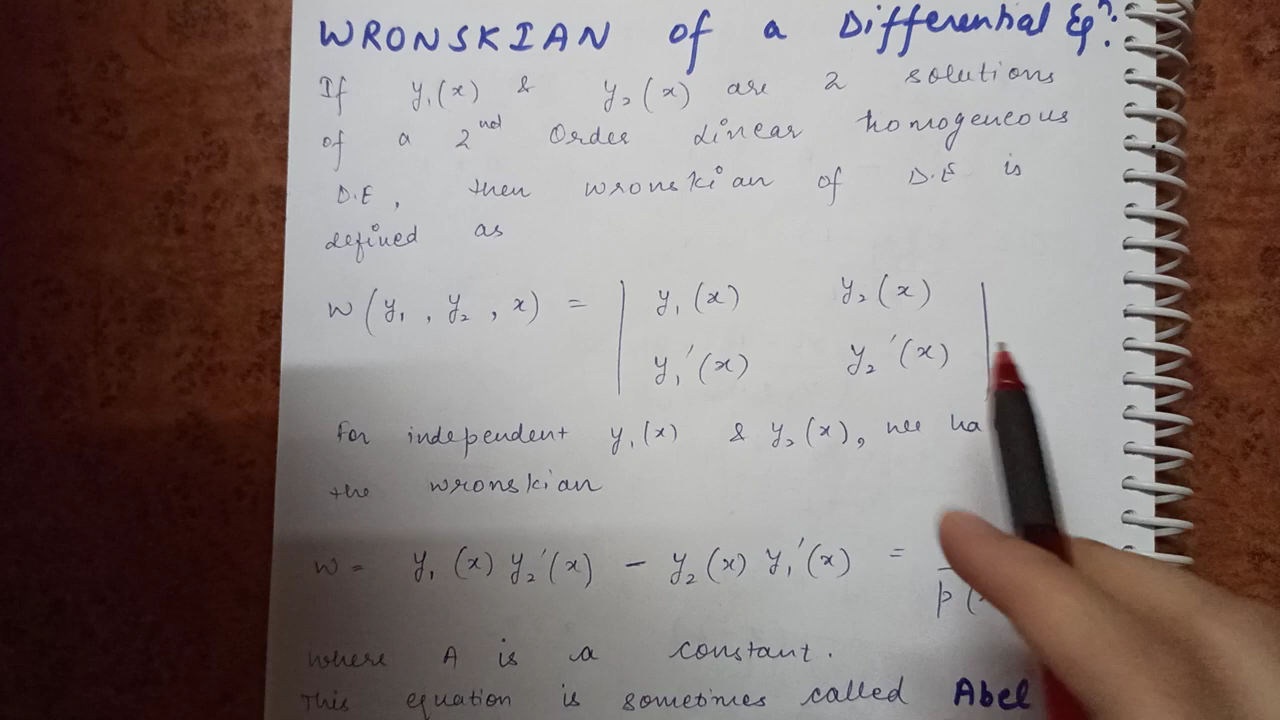 WRONSKIAN of a Differential Eqⁿ.
If y₁(x) & y₂(x) are 2 solutions
of a 2ⁿᵈ Order Linear homogeneous
D.E, then wronskian of D.E is
defined as
W(y₁, y₂, x) = | y₁(x) y₂(x) |
| y₁′(x) y₂′(x) |
For independent y₁(x) & y₂(x), we
the wronskian
W = y₁(x) y₂′(x) – y₂(x) y₁′(x) =
p(
where A is a constant.
This equation is sometimes called Abel